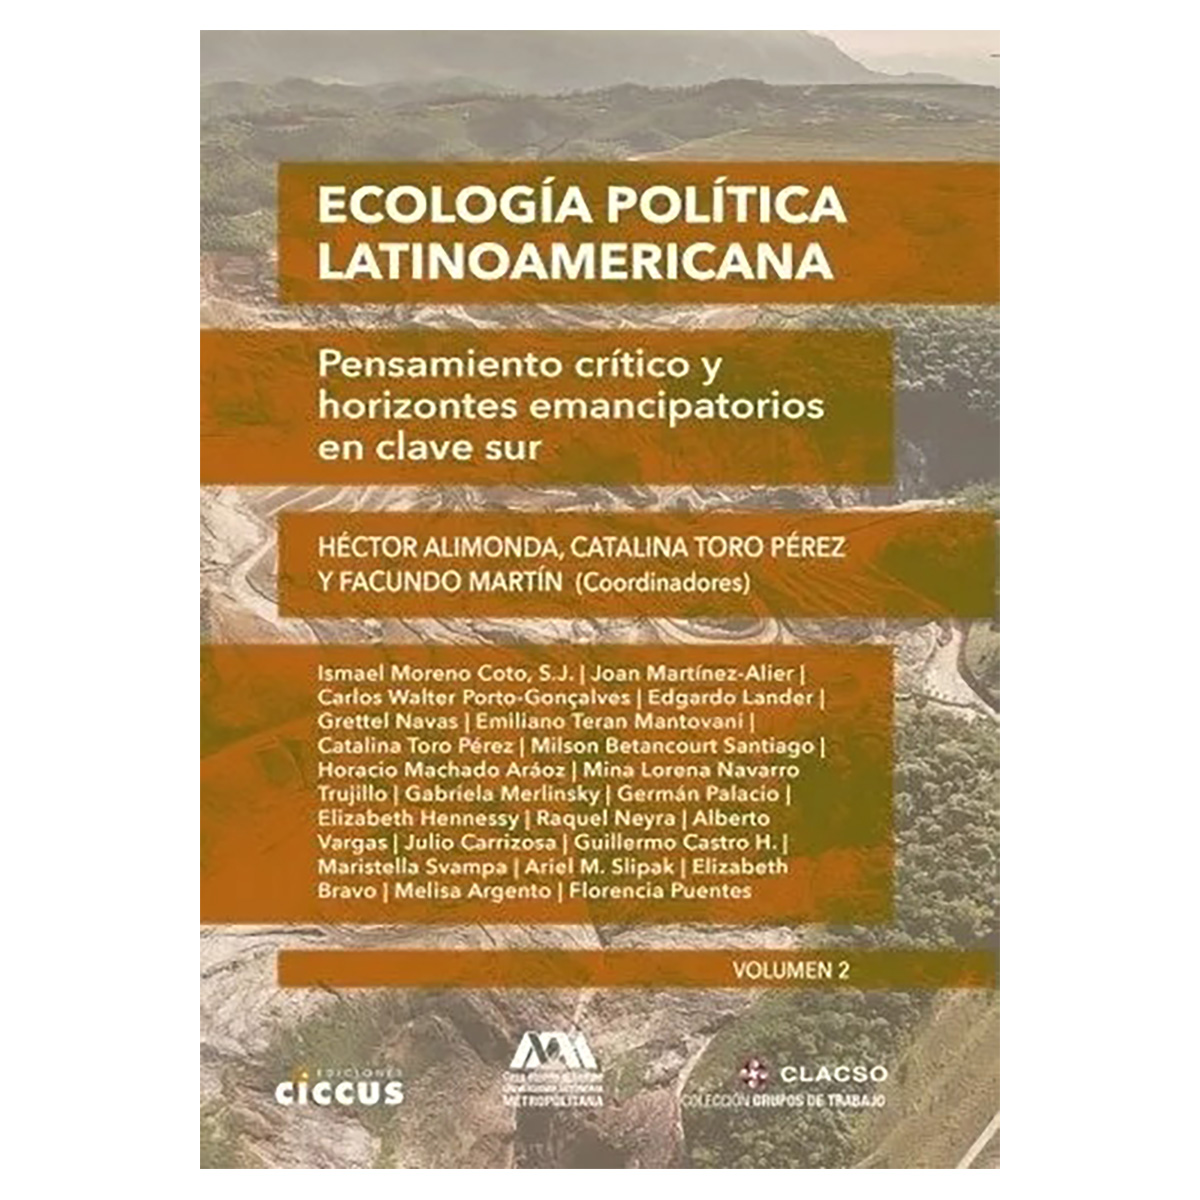 ECOLOGÍA POLÍTICA
LATINOAMERICANA
Pensamiento crítico y
horizontes emancipatorios
en clave sur
HÉCTOR ALIMONDA, CATALINA TORO PÉREZ
Y FACUNDO MARTÍN (Coordinadores)
Ismael Moreno Coto, S.J. | Joan Martínez-Alier |
Carlos Walter Porto-Gonçalves | Edgardo Lander |
Grettel Navas | Emiliano Teran Mantovani |
Catalina Toro Pérez | Milson Betancourt Santiago |
Horacio Machado Aráoz | Mina Lorena Navarro
Trujillo | Gabriela Merlinsky | Germán Palacio |
Elizabeth Hennessy | Raquel Neyra | Alberto
Vargas | Julio Carrizosa | Guillermo Castro H. |
Maristella Svampa | Ariel M. Slipak | Elizabeth
Bravo | Melisa Argento | Florencia Puentes
VOLUMEN 2
EDICIONES
CICCUS
METROPOLITANA
CLACSO
COLECCIÓN GRUPOS DE TRABAJO